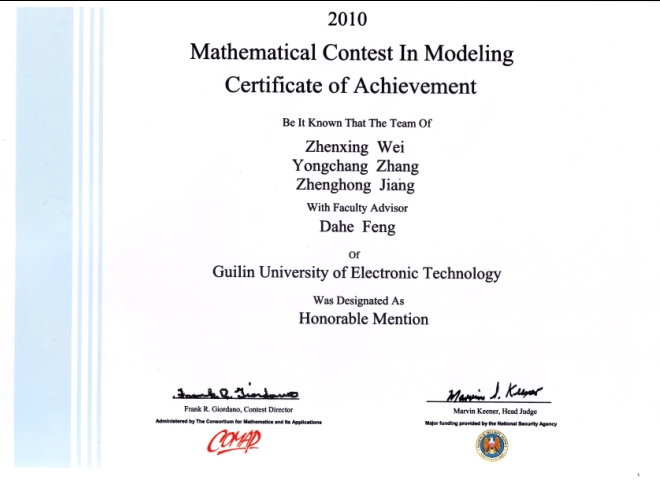 2010
Mathematical Contest In Modeling
Certificate of Achievement
Be It Known That The Team Of
Zhenxing Wei
Yongchang Zhang
Zhenghong Jiang
With Faculty Advisor
Dahe Feng
Of
Guilin University of Electronic Technology
Was Designated As
Honorable Mention
Frank R. Giordano
Marvin S. Keener
Frank R. Giordano, Contest Director
Marvin Keener, Head Judge
Administered by The Consortium for Mathematics and Its Applications
Major funding provided by the National Security Agency
COMAP